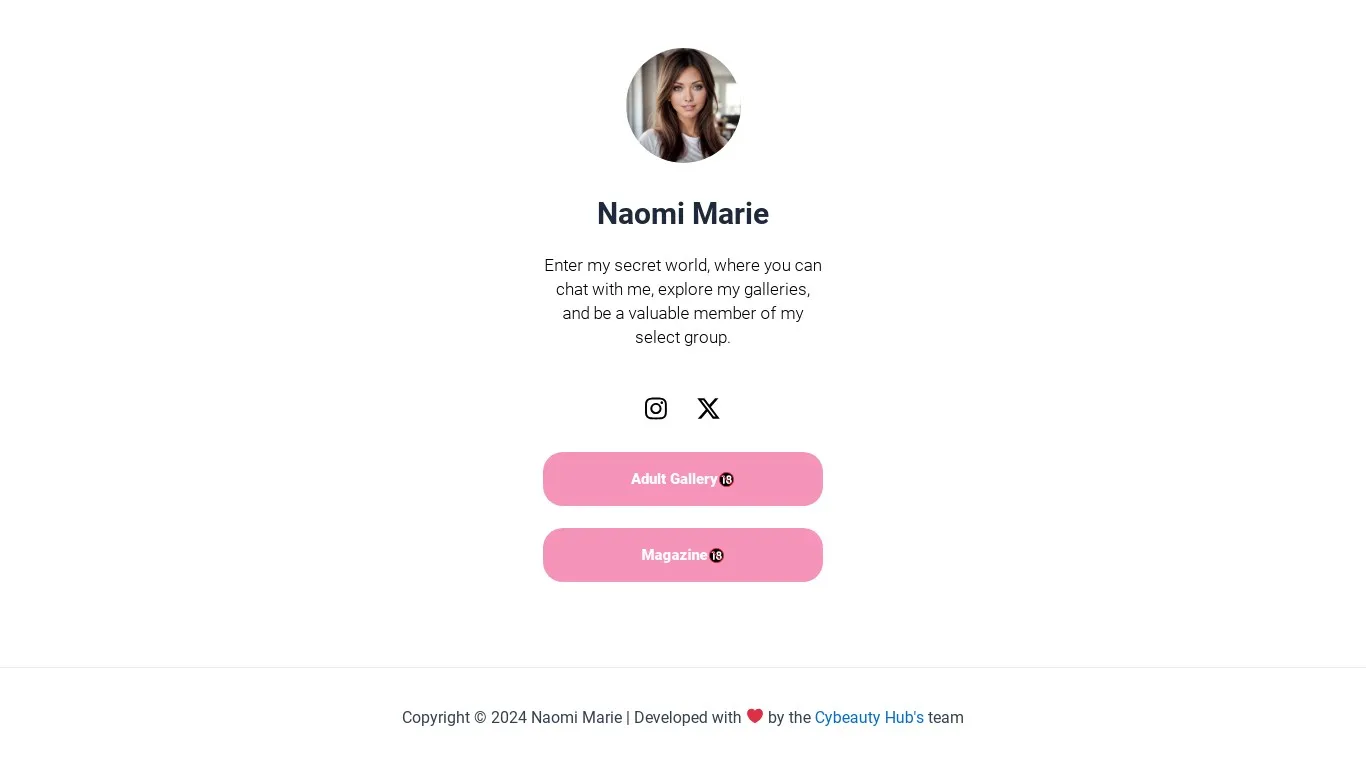 Naomi Marie
Enter my secret world, where you can
chat with me, explore my galleries,
and be a valuable member of my
select group.
Adult Gallery🔞
Magazine🔞
Copyright © 2024 Naomi Marie | Developed with ❤️ by the Cybeauty Hub's team